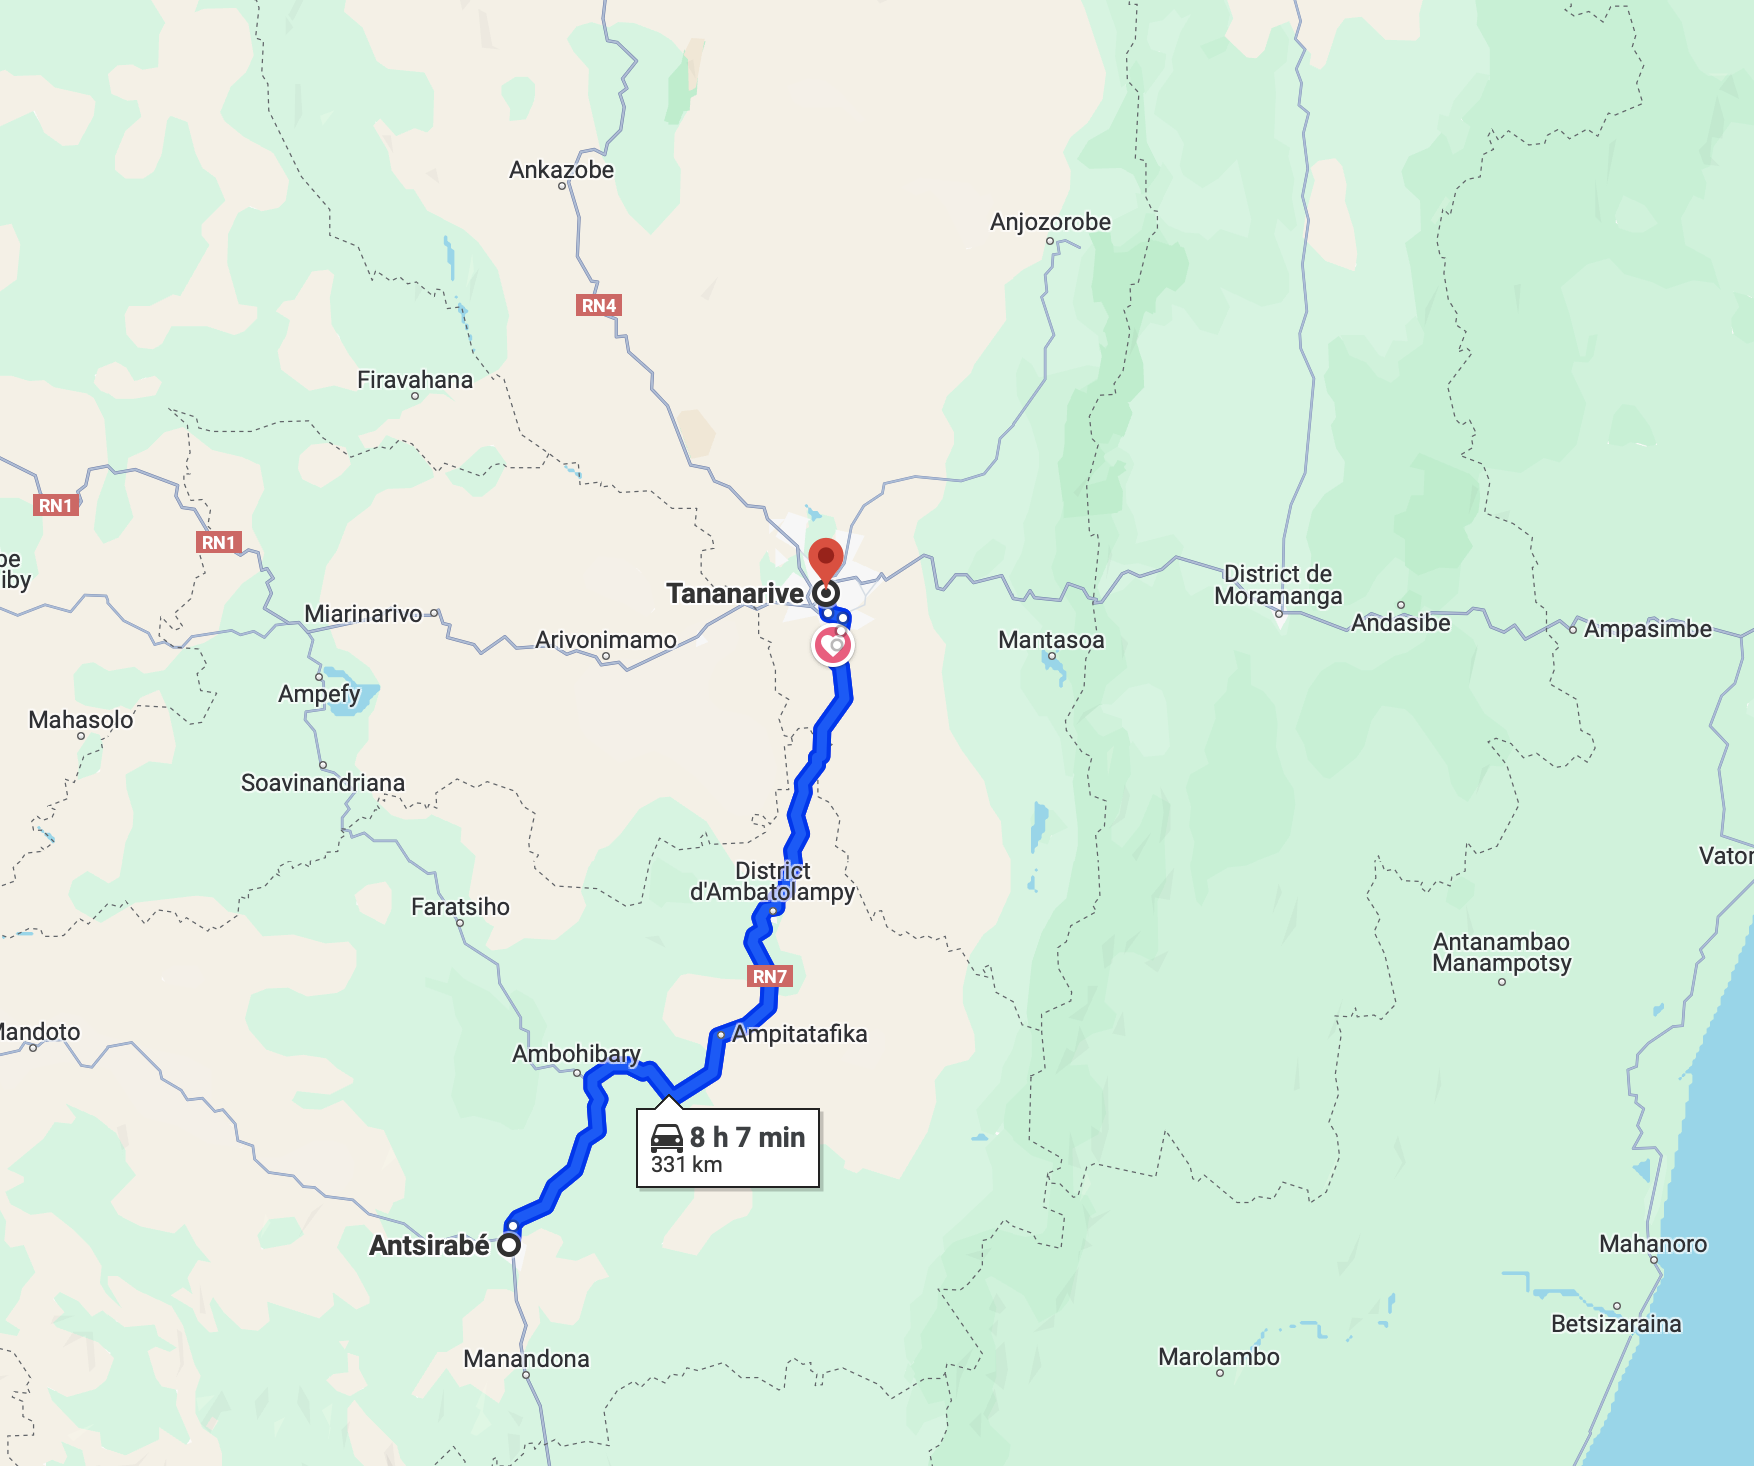 Ankazobe
Anjozorobe
RN4
Firavahana
RN1
RN1
be
iby
District de
Moramanga
Tananarive
Miarinarivo
Andasibe
Ampasimbe
Arivonimamo
Mantasoa
Ampefy
Mahasolo
Soavinandriana
Vator
District
d'Ambatolampy
Faratsiho
Antanambao
Manampotsy
RN7
Mandoto
Ampitatafika
Ambohibary
8 h 7 min
331 km
Antsirabé
Mahanoro
Betsizaraina
Manandona
Marolambo